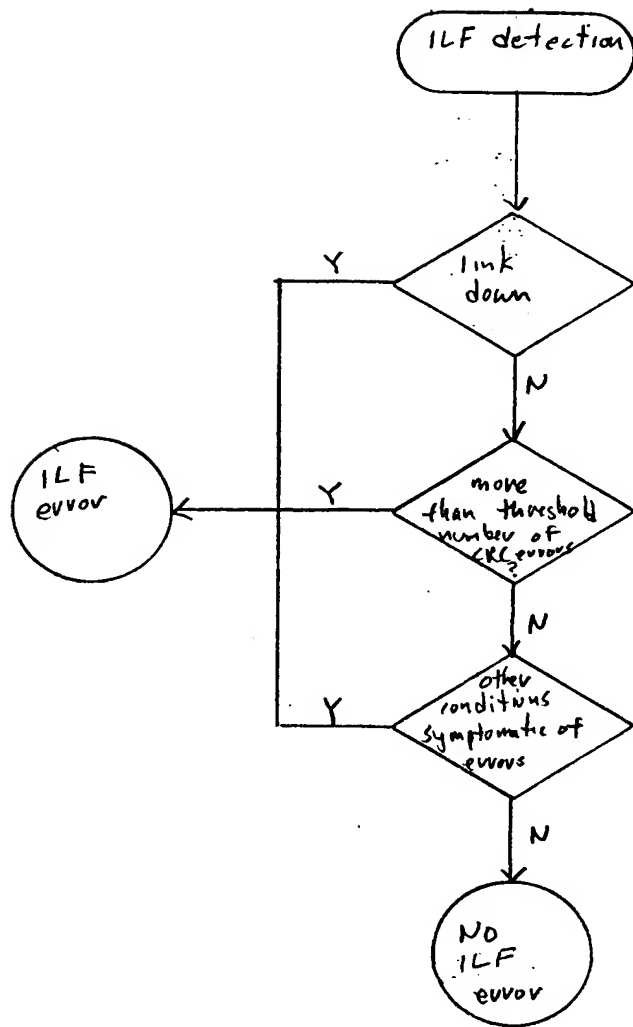 ILF detection
Y
link
down
N
ILF
error
Y
more
than threshold
number of
CRC errors
?
N
Y
other
conditions
symptomatic of
errors
N
NO
ILF
error